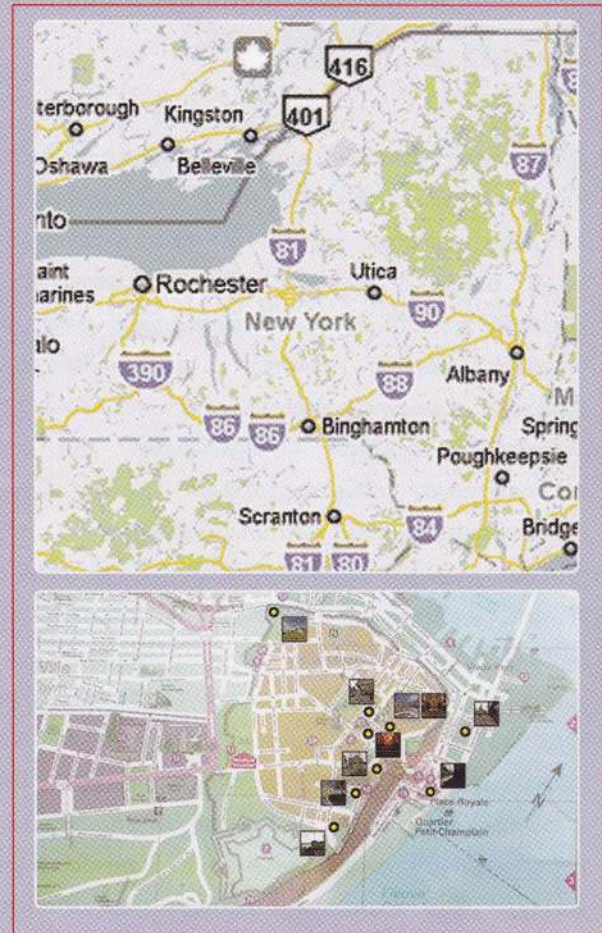 416
terborough
Kingston
401
Oshawa
Belleville
87
nto
81
aint
Rochester
Utica
arines
90
New York
alo
390
88
Albany
M
86
86
Binghamton
Spring
Poughkeepsie
Co
Scranton
84
Bridge
81
80
Place Royale
Quartier
Petit-Champlain
N